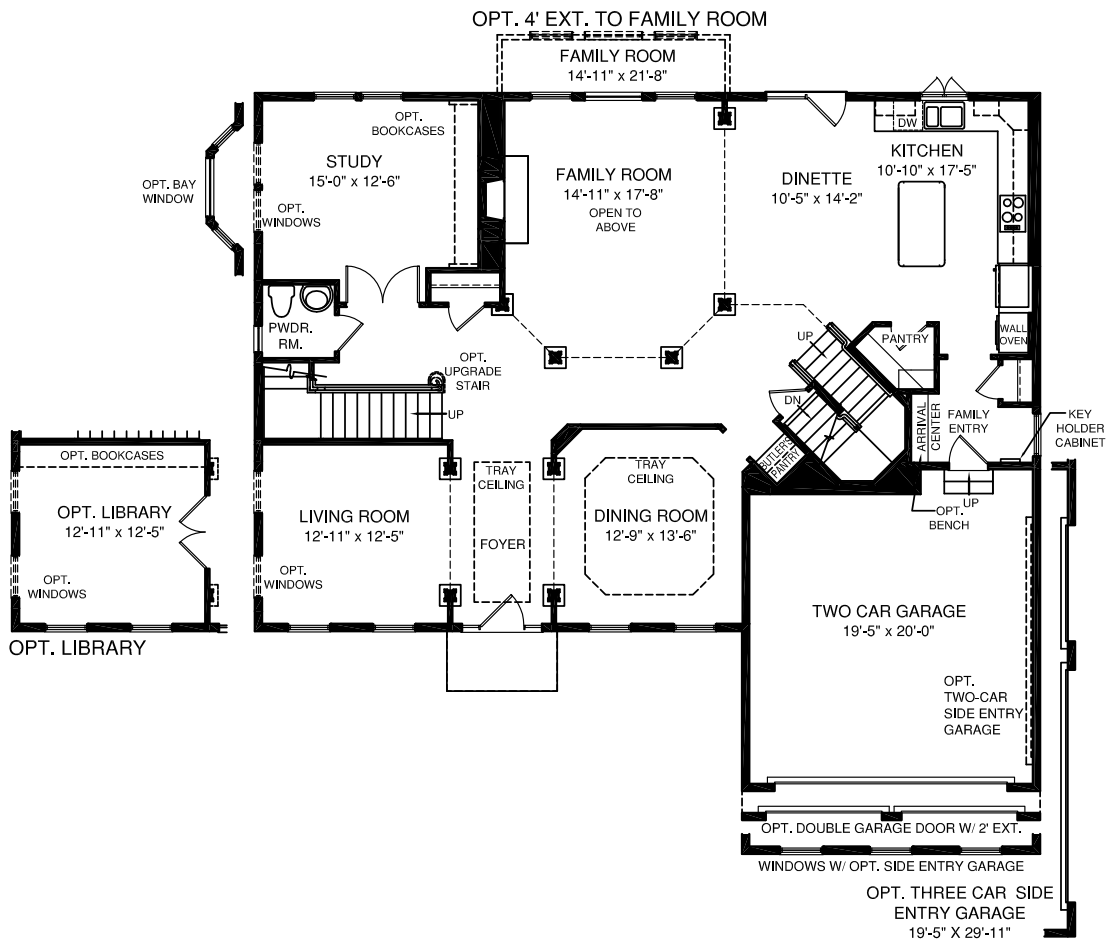 OPT. 4' EXT. TO FAMILY ROOM
FAMILY ROOM
14'-11" x 21'-8"
OPT.
BOOKCASES
STUDY
15'-0" x 12'-6"
OPT. BAY
WINDOW
OPT.
WINDOWS
FAMILY ROOM
14'-11" x 17'-8"
OPEN TO
ABOVE
DINETTE
10'-5" x 14'-2"
DW
KITCHEN
10'-10" x 17'-5"
PWDR.
RM.
OPT.
UPGRADE
STAIR
UP
UP
DN
PANTRY
WALL
OVEN
ARRIVAL
CENTER
FAMILY
ENTRY
KEY
HOLDER
CABINET
BUTLER'S
PANTRY
UP
OPT.
BENCH
OPT. BOOKCASES
OPT. LIBRARY
12'-11" x 12'-5"
OPT.
WINDOWS
OPT. LIBRARY
LIVING ROOM
12'-11" x 12'-5"
OPT.
WINDOWS
TRAY
CEILING
FOYER
TRAY
CEILING
DINING ROOM
12'-9" x 13'-6"
TWO CAR GARAGE
19'-5" x 20'-0"
OPT.
TWO-CAR
SIDE ENTRY
GARAGE
OPT. DOUBLE GARAGE DOOR W/ 2' EXT.
WINDOWS W/ OPT. SIDE ENTRY GARAGE
OPT. THREE CAR SIDE
ENTRY GARAGE
19'-5" X 29'-11"